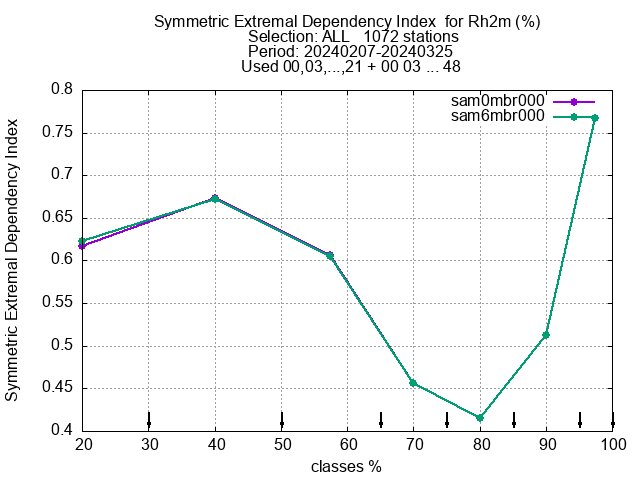 Symmetric Extremal Dependency Index  for Rh2m (%)
Selection: ALL   1072 stations
Period: 20240207-20240325
Used 00,03,...,21 + 00 03 ... 48
sam0mbr000
sam6mbr000
Symmetric Extremal Dependency Index
0.8
0.75
0.7
0.65
0.6
0.55
0.5
0.45
0.4
20 30 40 50 60 70 80 90 100
classes %